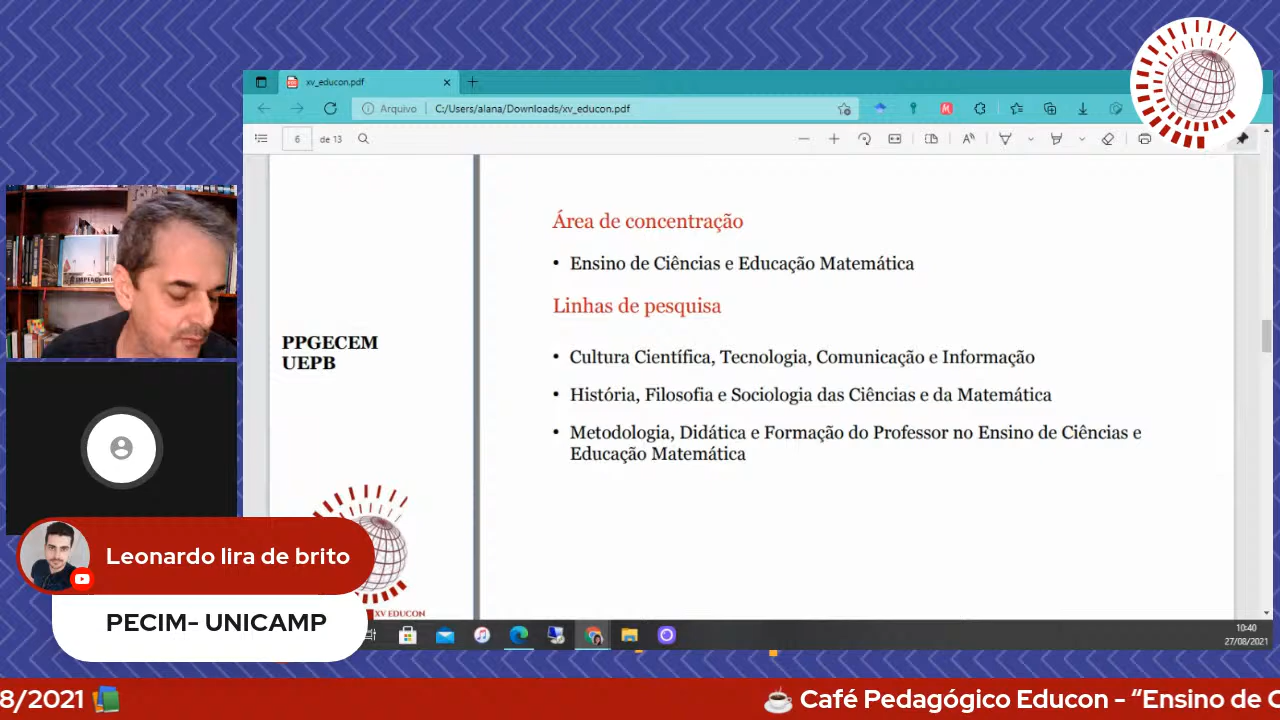 xv_educon.pdf
Arquivo
C:/Users/alana/Downloads/xv_educon.pdf
6
de 13
Área de concentração
• Ensino de Ciências e Educação Matemática
Linhas de pesquisa
• Cultura Científica, Tecnologia, Comunicação e Informação
• História, Filosofia e Sociologia das Ciências e da Matemática
• Metodologia, Didática e Formação do Professor no Ensino de Ciências e
Educação Matemática
PPGECEM
UEPB
XV EDUCON
Leonardo lira de brito
PECIM- UNICAMP
10:40
27/08/2021
8/2021
Café Pedagógico Educon - “Ensino de C